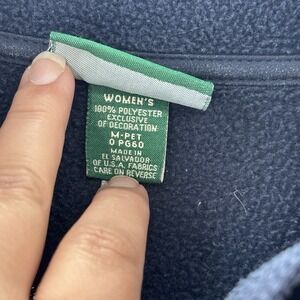 WOMEN'S
100% POLYESTER
EXCLUSIVE
OF DECORATION
M-PET
0 PG60
MADE IN
EL SALVADOR
OF U.S.A. FABRICS
CARE ON REVERSE